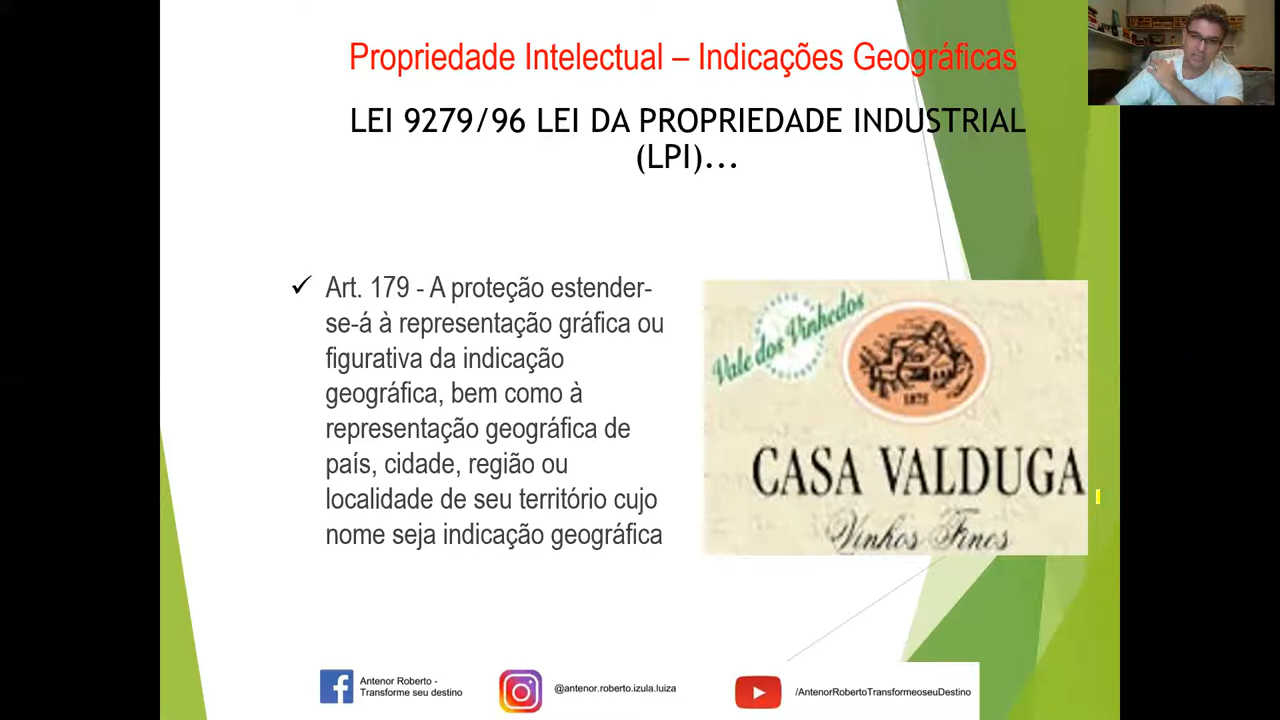 Propriedade Intelectual – Indicações Geográficas
LEI 9279/96 LEI DA PROPRIEDADE INDUSTRIAL
(LPI)...
✓ Art. 179 - A proteção estender-
se-á à representação gráfica ou
figurativa da indicação
geográfica, bem como à
representação geográfica de
país, cidade, região ou
localidade de seu território cujo
nome seja indicação geográfica
Vale dos Vinhedos
1875
CASA VALDUGA
Vinhos Finos
Antenor Roberto -
Transforme seu destino
@antenor.roberto.izula.luiza
/AntenorRobertoTransformeoseuDestino